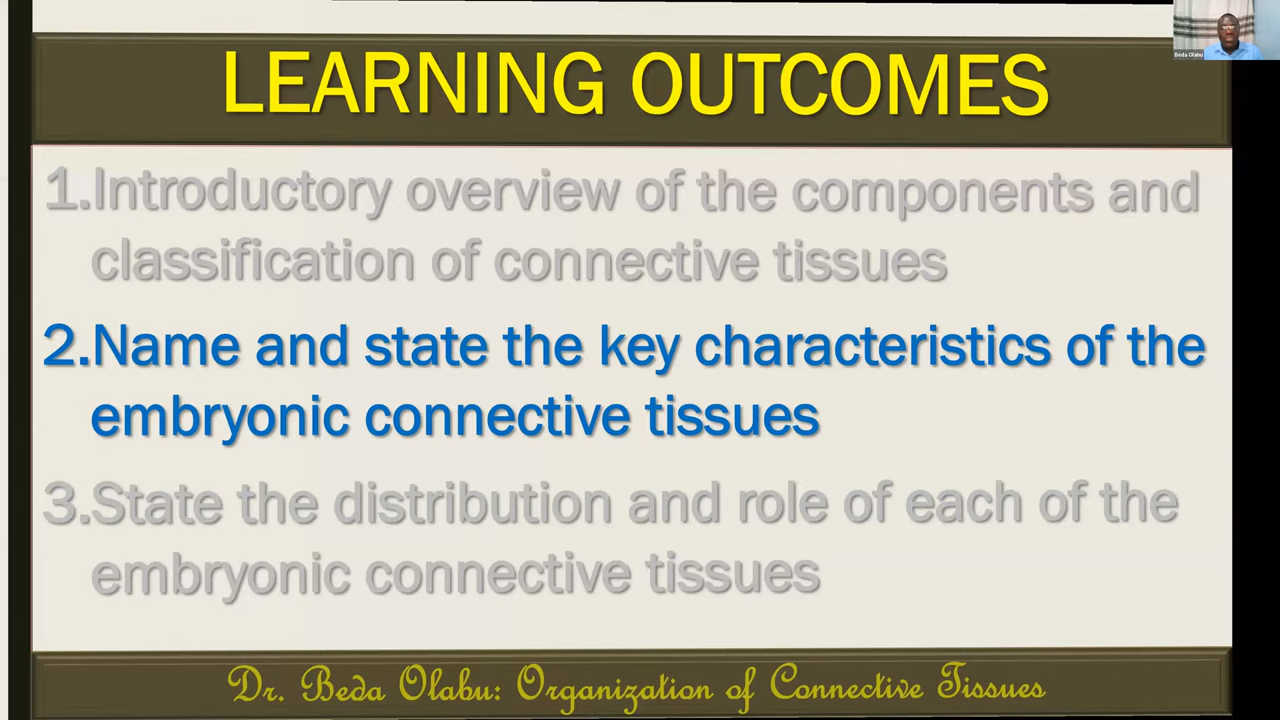 Beda Olabu
LEARNING OUTCOMES
1.Introductory overview of the components and
classification of connective tissues
2.Name and state the key characteristics of the
embryonic connective tissues
3.State the distribution and role of each of the
embryonic connective tissues
Dr. Beda Olabu: Organization of Connective Tissues